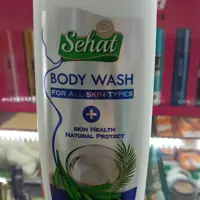 Sehat
BODY WASH
FOR ALL SKIN TYPES
+
SKIN HEALTH
NATURAL PROTECT